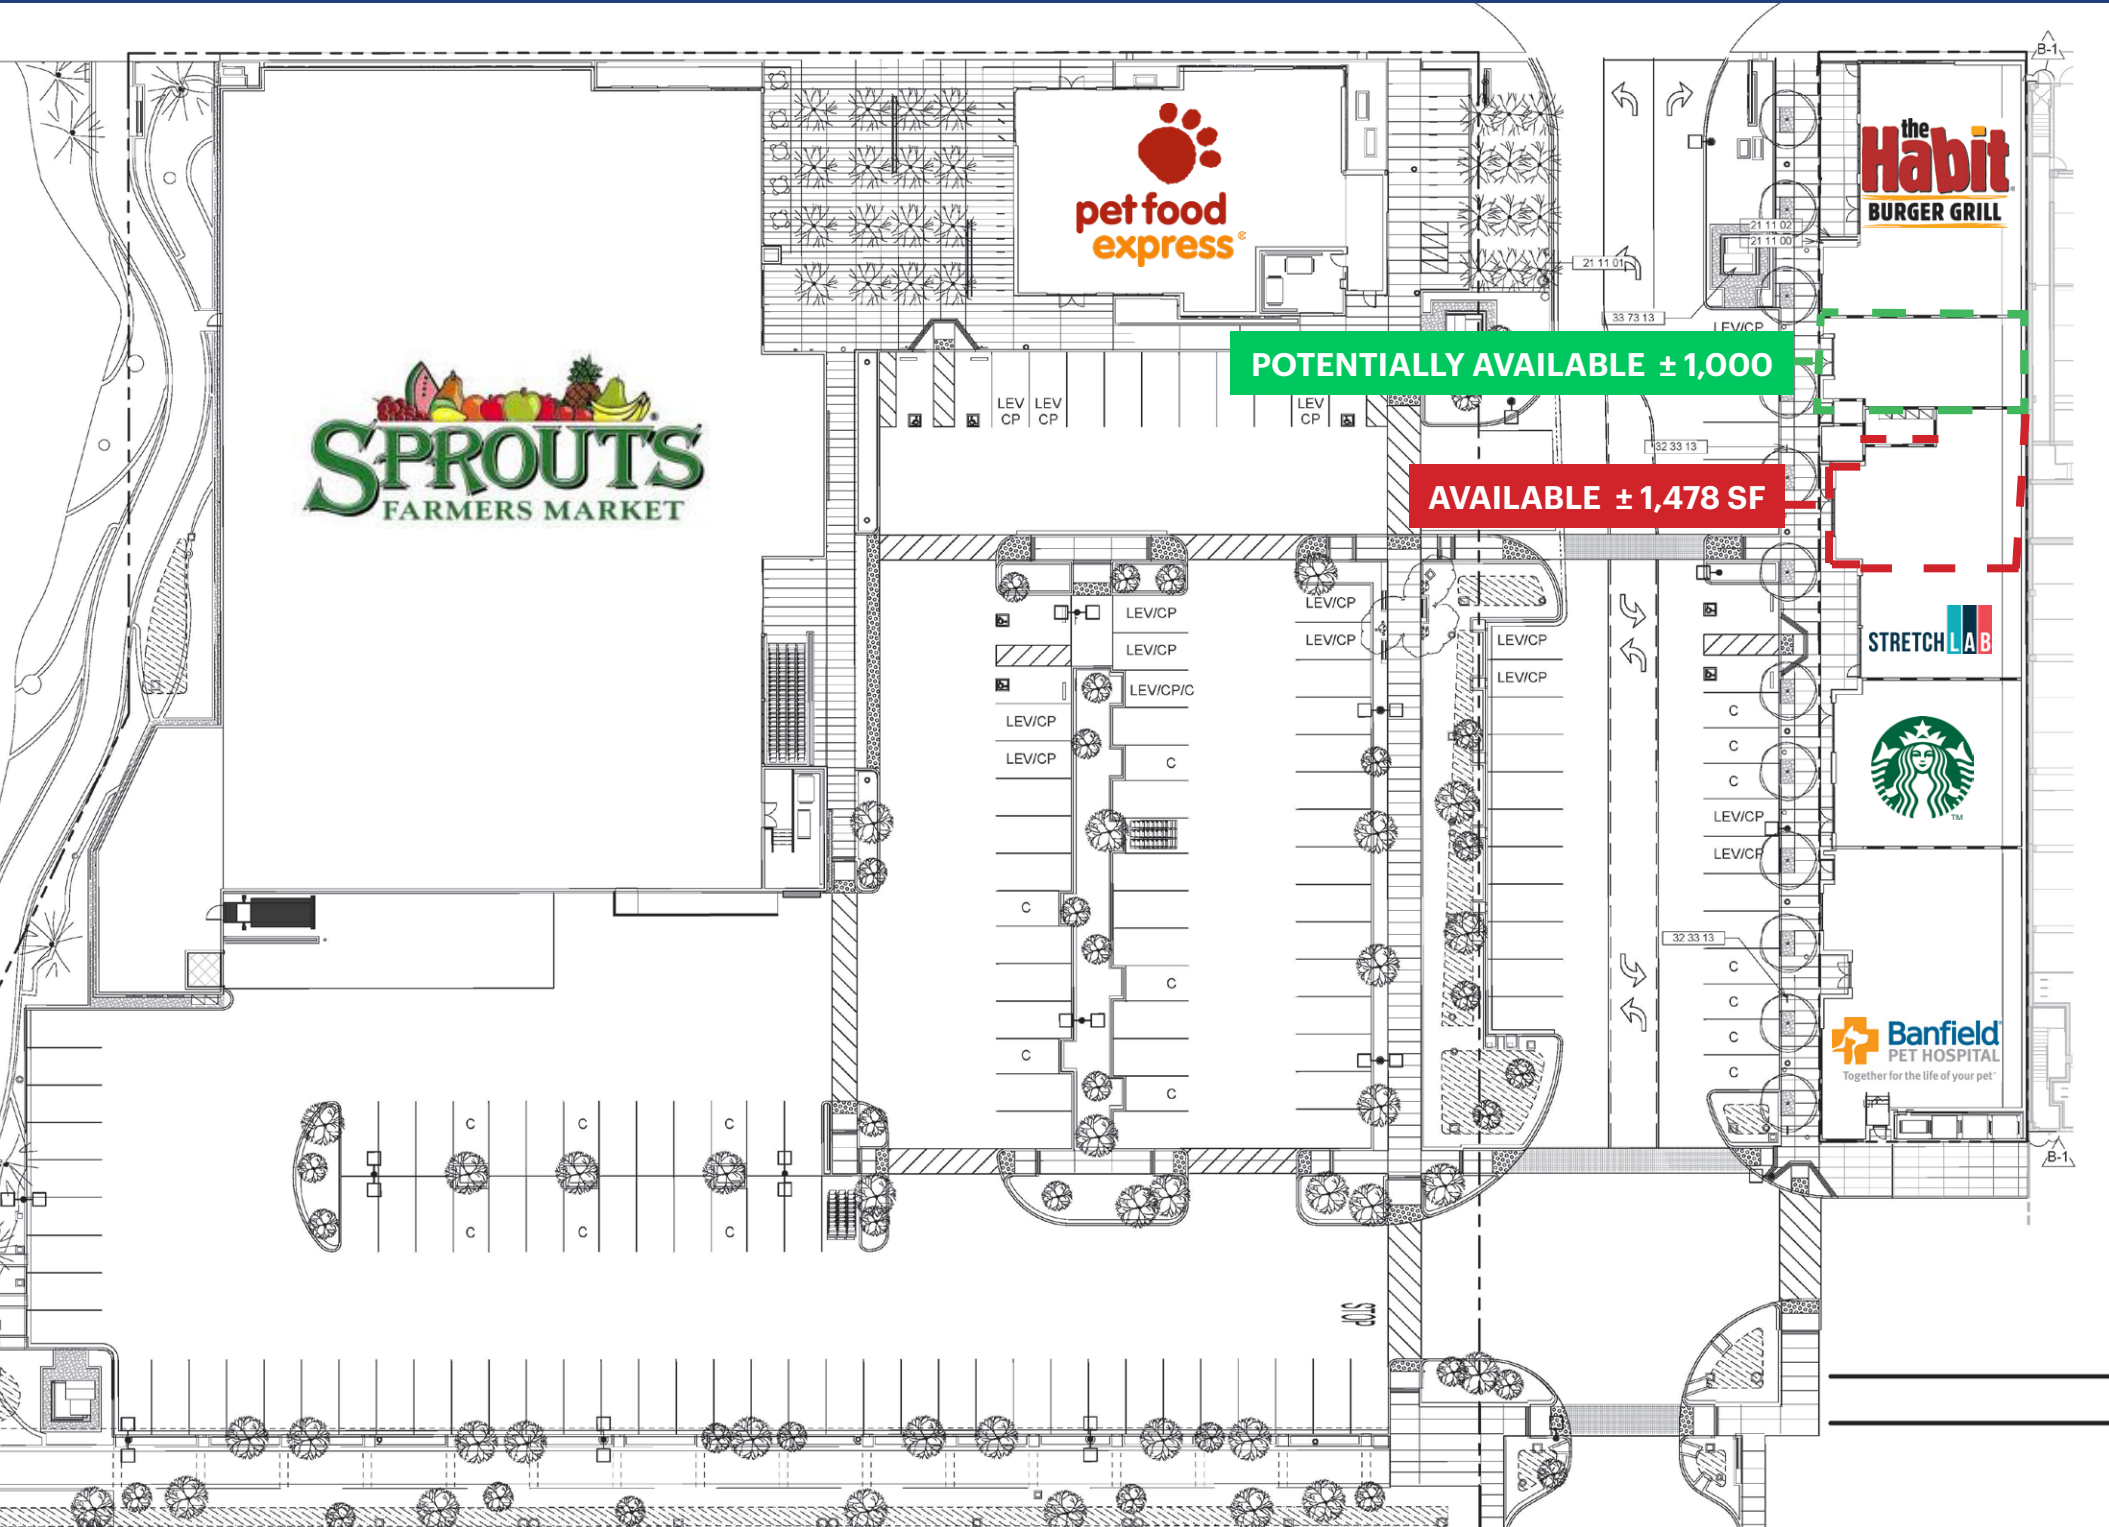 B-1
the
Habit
BURGER GRILL
pet food
express
21 11 02
21 11 00
21 11 01
33 73 13
LEV/CP
POTENTIALLY AVAILABLE ± 1,000
LEV LEV
CP CP
LEV
CP
32 33 13
SPROUTS
FARMERS MARKET
AVAILABLE ± 1,478 SF
LEV/CP
LEV/CP
LEV/CP
LEV/CP
LEV/CP
LEV/CP
STRETCHLAB
LEV/CP/C
LEV/CP
LEV/CP
C
C
C
C
LEV/CP
LEV/CP
TM
C
32 33 13
C
C
C
C
C
C
C
C
Banfield
PET HOSPITAL
Together for the life of your pet
C
C
C
B-1
C
C
C
STOP